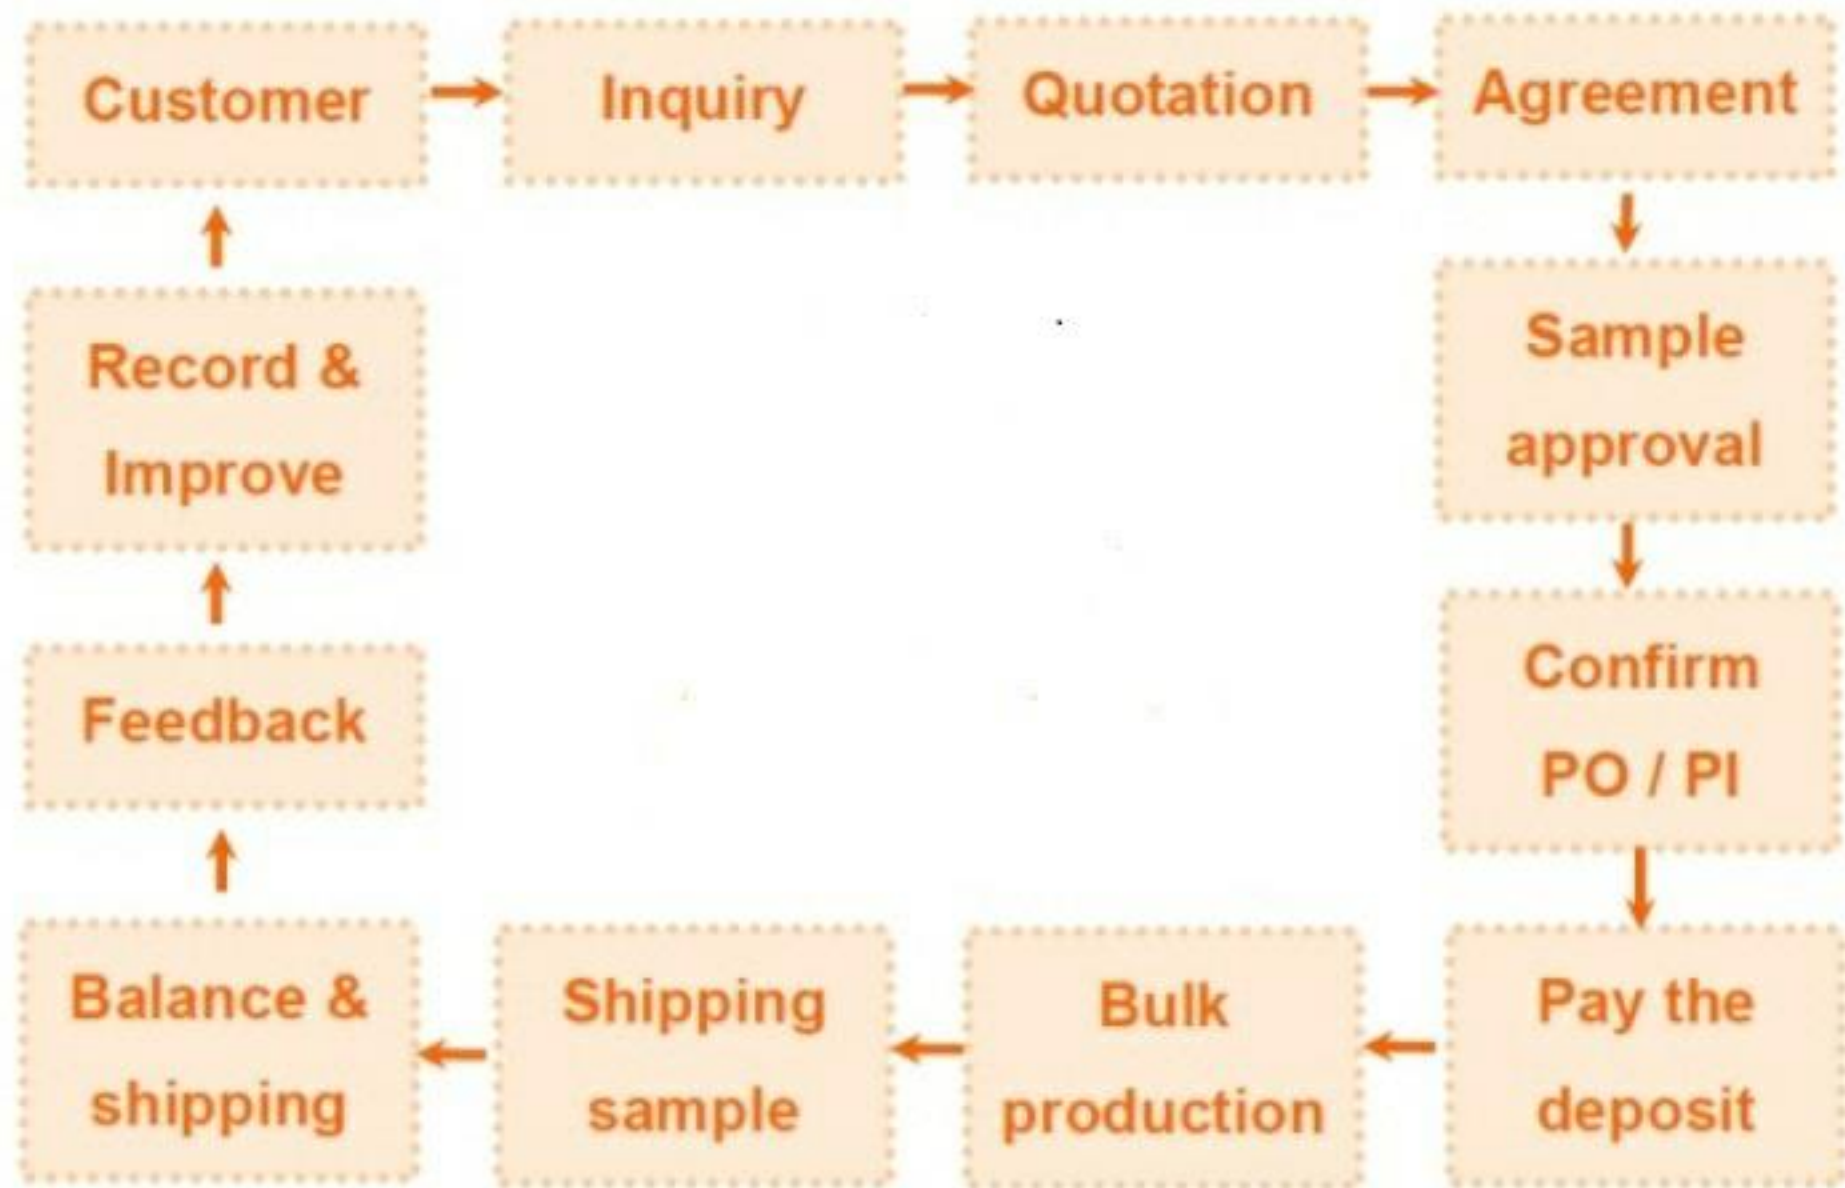 Customer
Inquiry
Quotation
Agreement
Sample
approval
Confirm
PO / PI
Pay the
deposit
Bulk
production
Shipping
sample
Balance &
shipping
Feedback
Record &
Improve